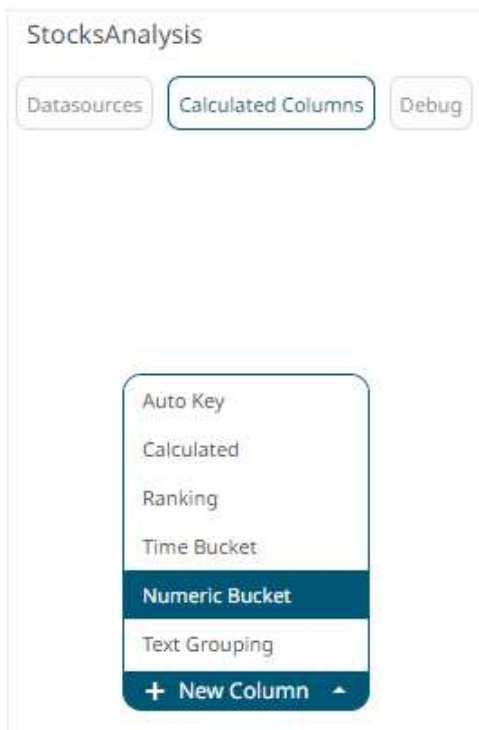 StocksAnalysis
Datasources Calculated Columns Debug
Auto Key
Calculated
Ranking
Time Bucket
Numeric Bucket
Text Grouping
+ New Column